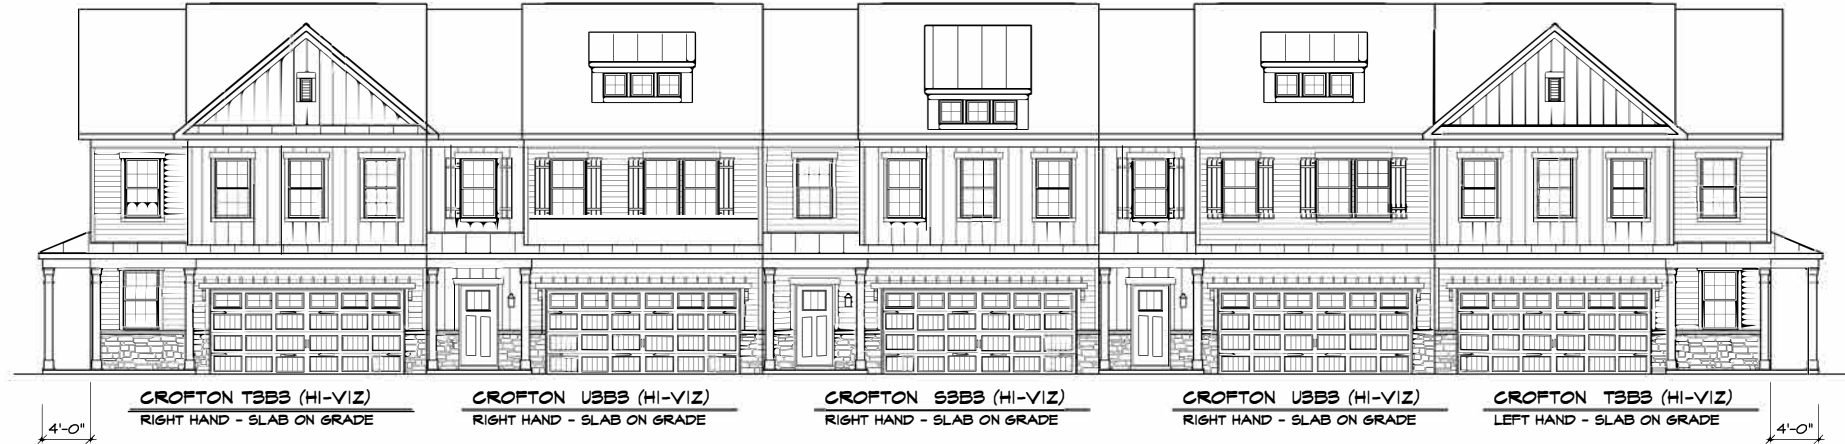 CROFTON T3B3 (HI-VIZ)
RIGHT HAND - SLAB ON GRADE
CROFTON U3B3 (HI-VIZ)
RIGHT HAND - SLAB ON GRADE
CROFTON S3B3 (HI-VIZ)
RIGHT HAND - SLAB ON GRADE
CROFTON U3B3 (HI-VIZ)
RIGHT HAND - SLAB ON GRADE
CROFTON T3B3 (HI-VIZ)
LEFT HAND - SLAB ON GRADE
4'-0"
4'-0"